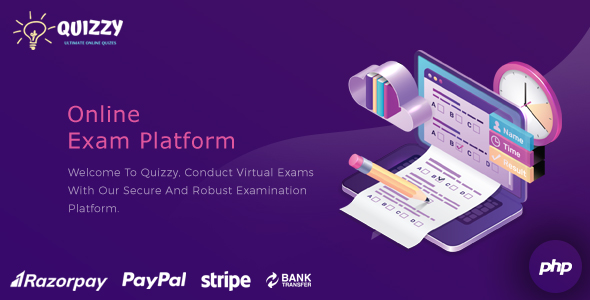 QUIZZY
ULTIMATE ONLINE QUIZES
Online
Exam Platform
Welcome To Quizzy, Conduct Virtual Exams
With Our Secure And Robust Examination
Platform.
A B C D
A B C D
Name
Time
Result
A B C D
A B C D
A B C D
Razorpay
PayPal
stripe
BANK
TRANSFER
php